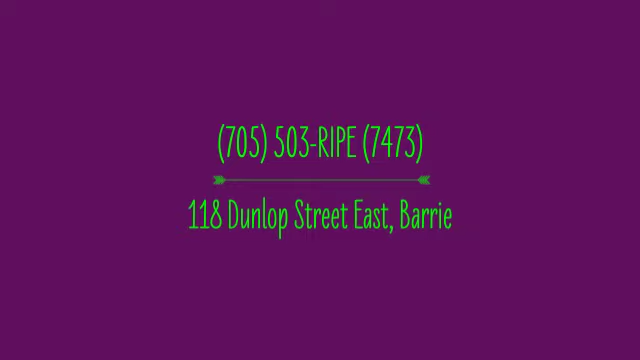 (705) 503-RIPE (7473)
118 Dunlop Street East, Barrie